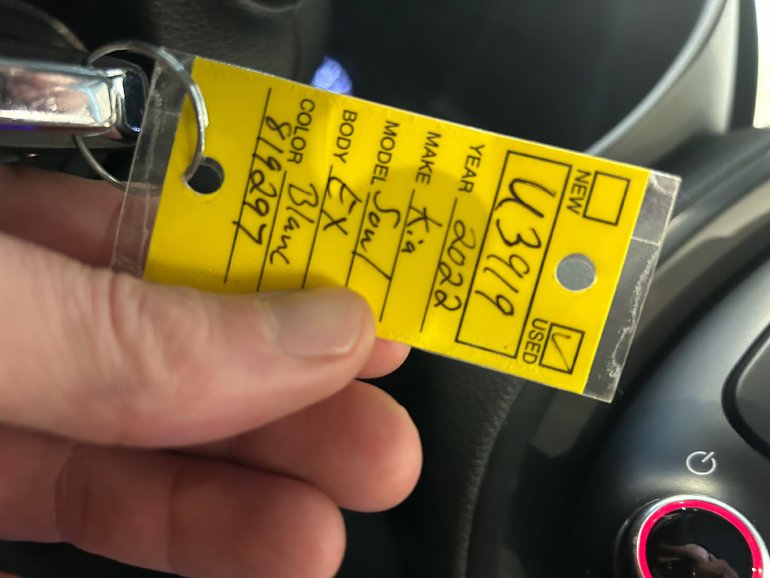 NEW USED ✓
U3919
YEAR 2022
MAKE Kia
MODEL Soul
BODY EX
COLOR Blanc
819297